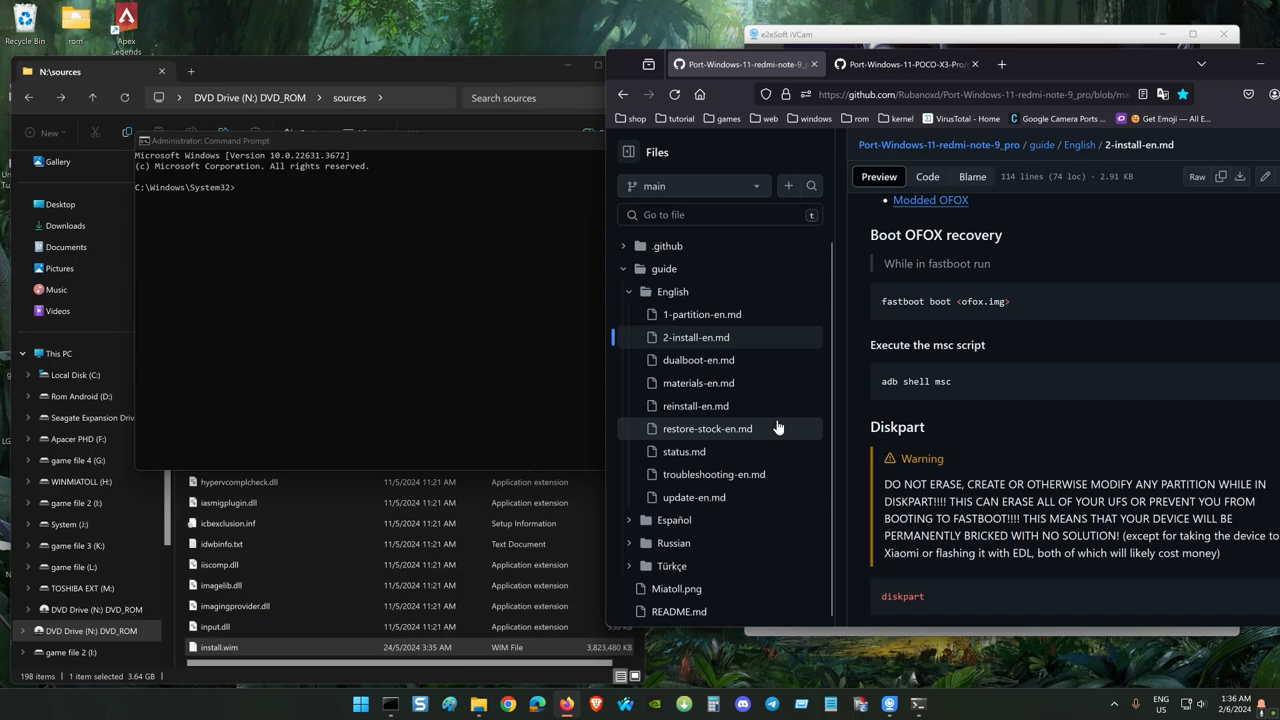 Recycle Bin
rom
Apex
Legends
e2eSoft iVCam
N:\sources
DVD Drive (N:) DVD_ROM
sources
Search sources
New
Gallery
Desktop
Downloads
Documents
Pictures
Music
Videos
This PC
Local Disk (C:)
Rom Android (D:)
Seagate Expansion Driv
Apacer PHD (F:)
game file 4 (G:)
WINMIATOLL (H:)
game file 2 (I:)
System (J:)
game file 3 (K:)
game file (L:)
TOSHIBA EXT (M:)
DVD Drive (N:) DVD_ROM
DVD Drive (N:) DVD_ROM
game file 2 (I:)
198 items
1 item selected 3.64 GB
Administrator: Command Prompt
Microsoft Windows [Version 10.0.22631.3672]
(c) Microsoft Corporation. All rights reserved.
C:\Windows\System32>
hypervcomplcheck.dll 11/5/2024 11:21 AM Application extension
iasmigplugin.dll 11/5/2024 11:21 AM Application extension
icbexclusion.inf 11/5/2024 11:21 AM Setup Information
idwbinfo.txt 11/5/2024 11:21 AM Text Document
iiscomp.dll 11/5/2024 11:21 AM Application extension
imagelib.dll 11/5/2024 11:21 AM Application extension
imagingprovider.dll 11/5/2024 11:21 AM Application extension
input.dll 11/5/2024 11:21 AM Application extension
install.wim 24/5/2024 3:35 AM WIM File 3,823,480 KB
Port-Windows-11-redmi-note-9_p
Port-Windows-11-POCO-X3-Pro/g
https://github.com/Rubanoxd/Port-Windows-11-redmi-note-9_pro/blob/ma
shop
tutorial
games
web
windows
rom
kernel
VirusTotal - Home
Google Camera Ports ...
Get Emoji — All E...
Files
main
Go to file
t
.github
guide
English
1-partition-en.md
2-install-en.md
dualboot-en.md
materials-en.md
reinstall-en.md
restore-stock-en.md
status.md
troubleshooting-en.md
update-en.md
Español
Russian
Türkçe
Miatoll.png
README.md
Port-Windows-11-redmi-note-9_pro / guide / English / 2-install-en.md
Preview
Code
Blame
114 lines (74 loc) · 2.91 KB
Raw
Modded OFOX
Boot OFOX recovery
While in fastboot run
fastboot boot <ofox.img>
Execute the msc script
adb shell msc
Diskpart
Warning
DO NOT ERASE, CREATE OR OTHERWISE MODIFY ANY PARTITION WHILE IN
DISKPART!!!! THIS CAN ERASE ALL OF YOUR UFS OR PREVENT YOU FROM
BOOTING TO FASTBOOT!!!! THIS MEANS THAT YOUR DEVICE WILL BE
PERMANENTLY BRICKED WITH NO SOLUTION! (except for taking the device to
Xiaomi or flashing it with EDL, both of which will likely cost money)
diskpart
ENG
US
1:36 AM
2/6/2024